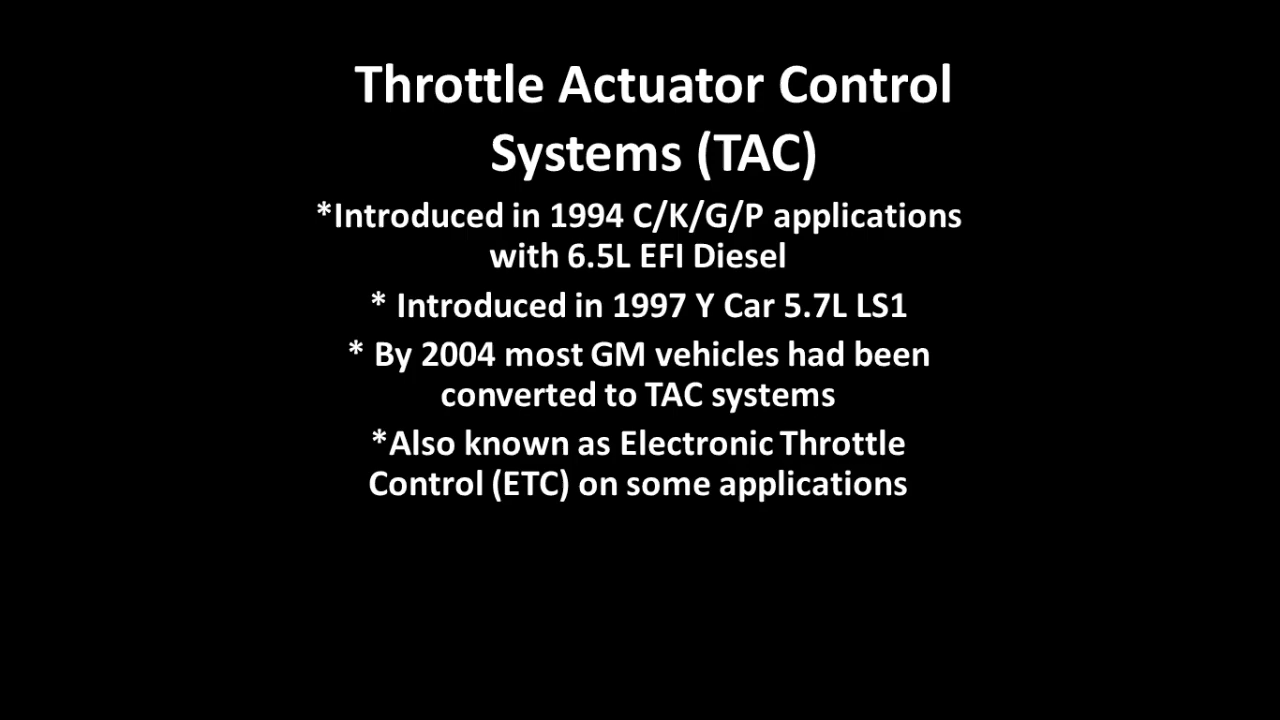 Throttle Actuator Control
Systems (TAC)
*Introduced in 1994 C/K/G/P applications
with 6.5L EFI Diesel
* Introduced in 1997 Y Car 5.7L LS1
* By 2004 most GM vehicles had been
converted to TAC systems
*Also known as Electronic Throttle
Control (ETC) on some applications